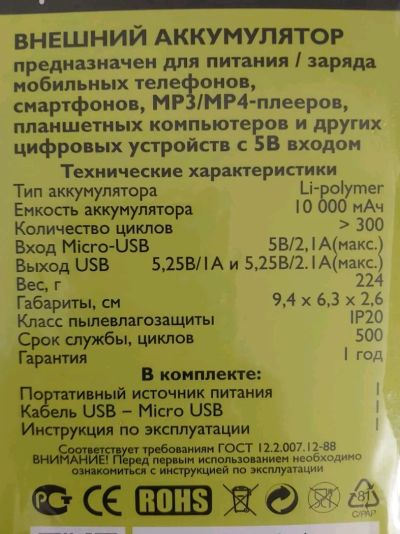 ВНЕШНИЙ АККУМУЛЯТОР
предназначен для питания / заряда
мобильных телефонов,
смартфонов, MP3/MP4-плееров,
планшетных компьютеров и других
цифровых устройств с 5В входом
Технические характеристики
Тип аккумулятора Li-polymer
Емкость аккумулятора 10 000 мАч
Количество циклов > 300
Вход Micro-USB 5В/2,1А(макс.)
Выход USB 5,25В/1А и 5,25В/2.1А(макс.)
Вес, г 224
Габариты, см 9,4 x 6,3 x 2,6
Класс пылевлагозащиты IP20
Срок службы, циклов 500
Гарантия 1 год
В комплекте:
Портативный источник питания 1
Кабель USB – Micro USB 1
Инструкция по эксплуатации 1
Соответствует требованиям ГОСТ 12.2.007.12-88
ВНИМАНИЕ! Перед первым использованием необходимо
ознакомиться с инструкцией по эксплуатации
РСТ CE ROHS 81
C/PAP